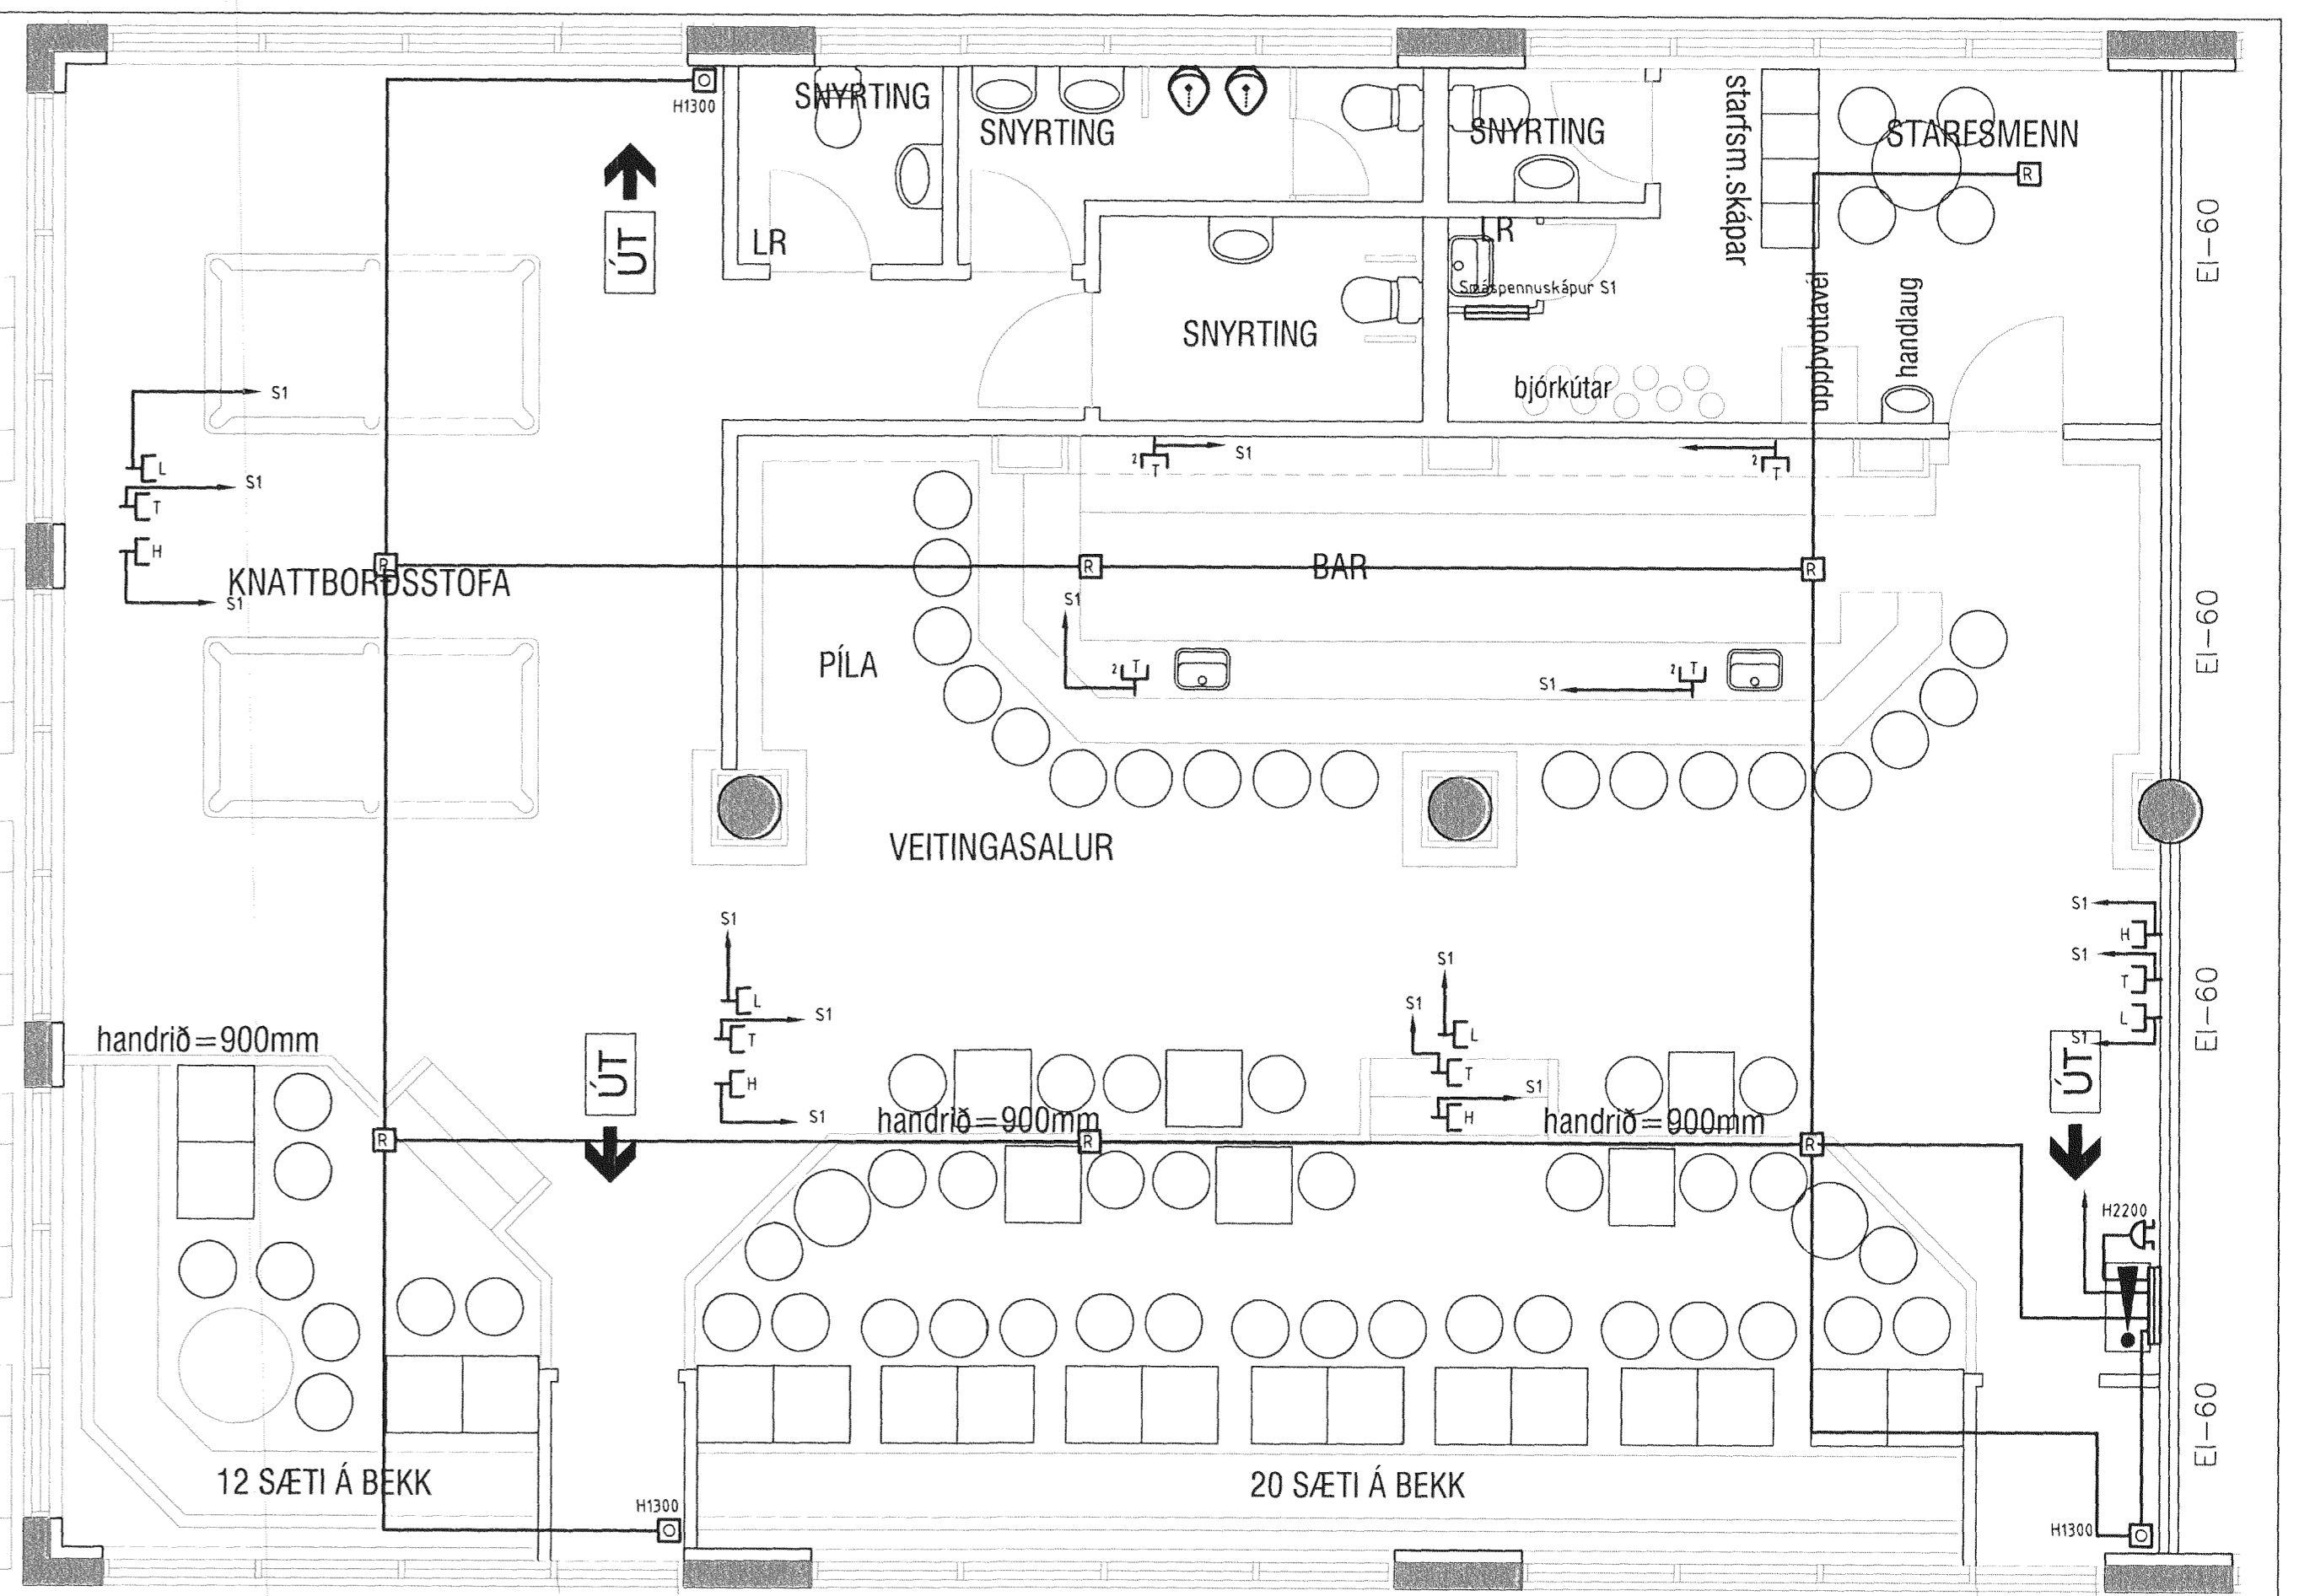 SNYRTING
H1300
SNYRTING
SNYRTING
starfsm.skápar
STARFSMENN
R
ÚT
LR
LR
EI-60
Smáspennuskápur S1
uppþvottavél
handlaug
SNYRTING
bjórkútar
S1
L
S1
T
H
S1
2 T S1
2 T
R
KNATTBORÐSSTOFA
R
BAR
R
S1
EI-60
PÍLA
2 T
S1
2 T
VEITINGASALUR
S1
H
S1
T
L
S1
S1
L
S1
T
H
S1
S1
S1
L
T
S1
H
EI-60
handrið=900mm
ÚT
ÚT
handrið=900mm
handrið=900mm
R
R
R
H2200
EI-60
12 SÆTI Á BEKK
20 SÆTI Á BEKK
H1300
H1300